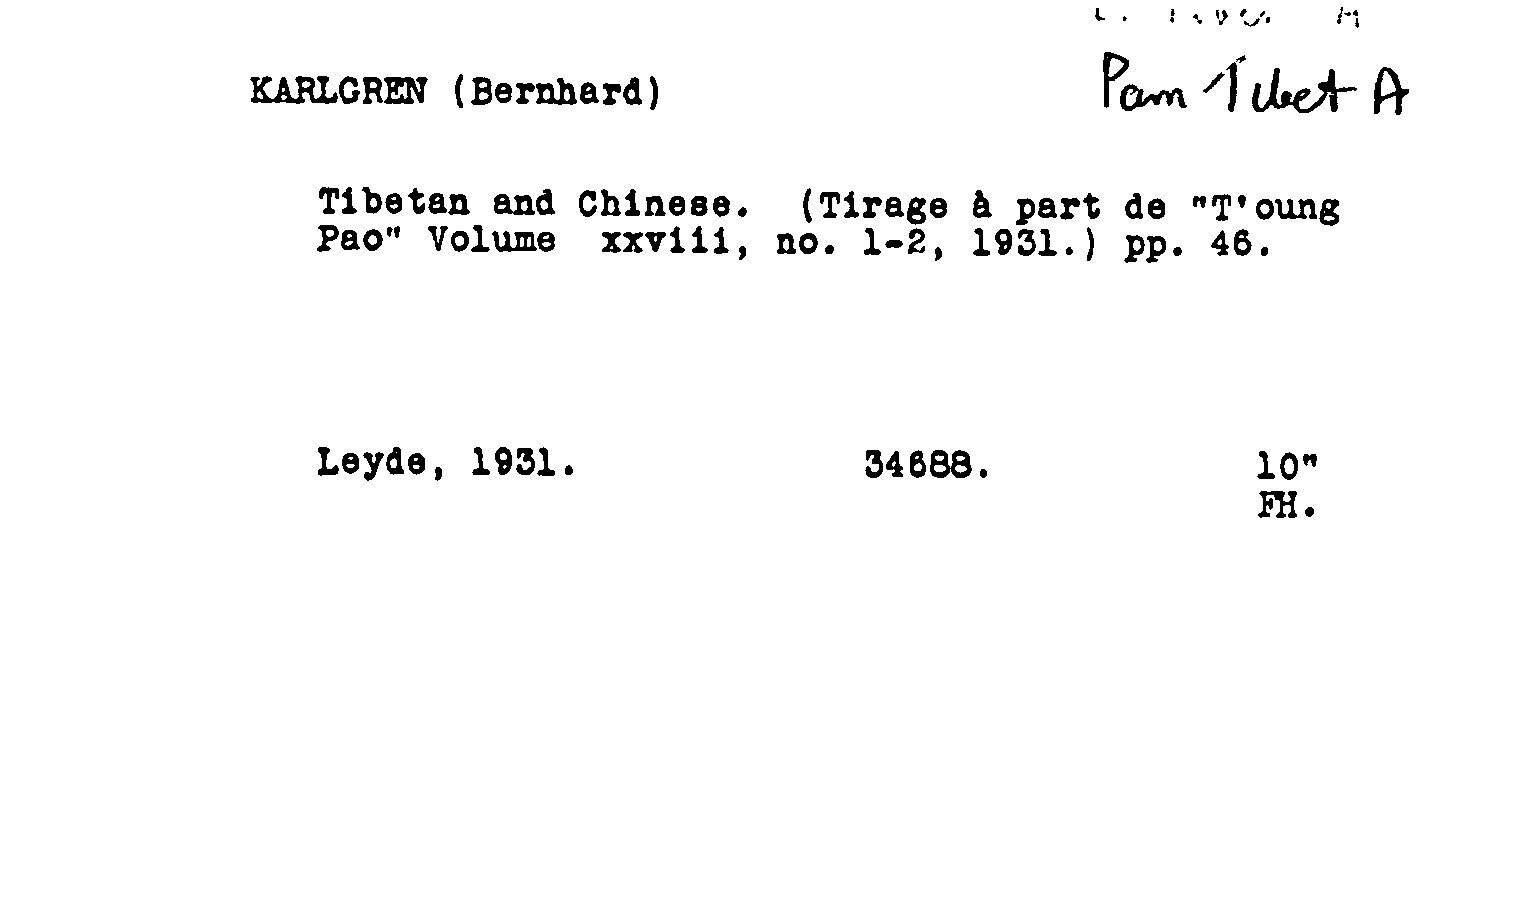 Pam Tibet A
KARLGREN (Bernhard)
Tibetan and Chinese. (Tirage à part de "T'oung
Pao" Volume xxviii, no. 1-2, 1931.) pp. 46.
Leyde, 1931. 34688. 10"
FH.